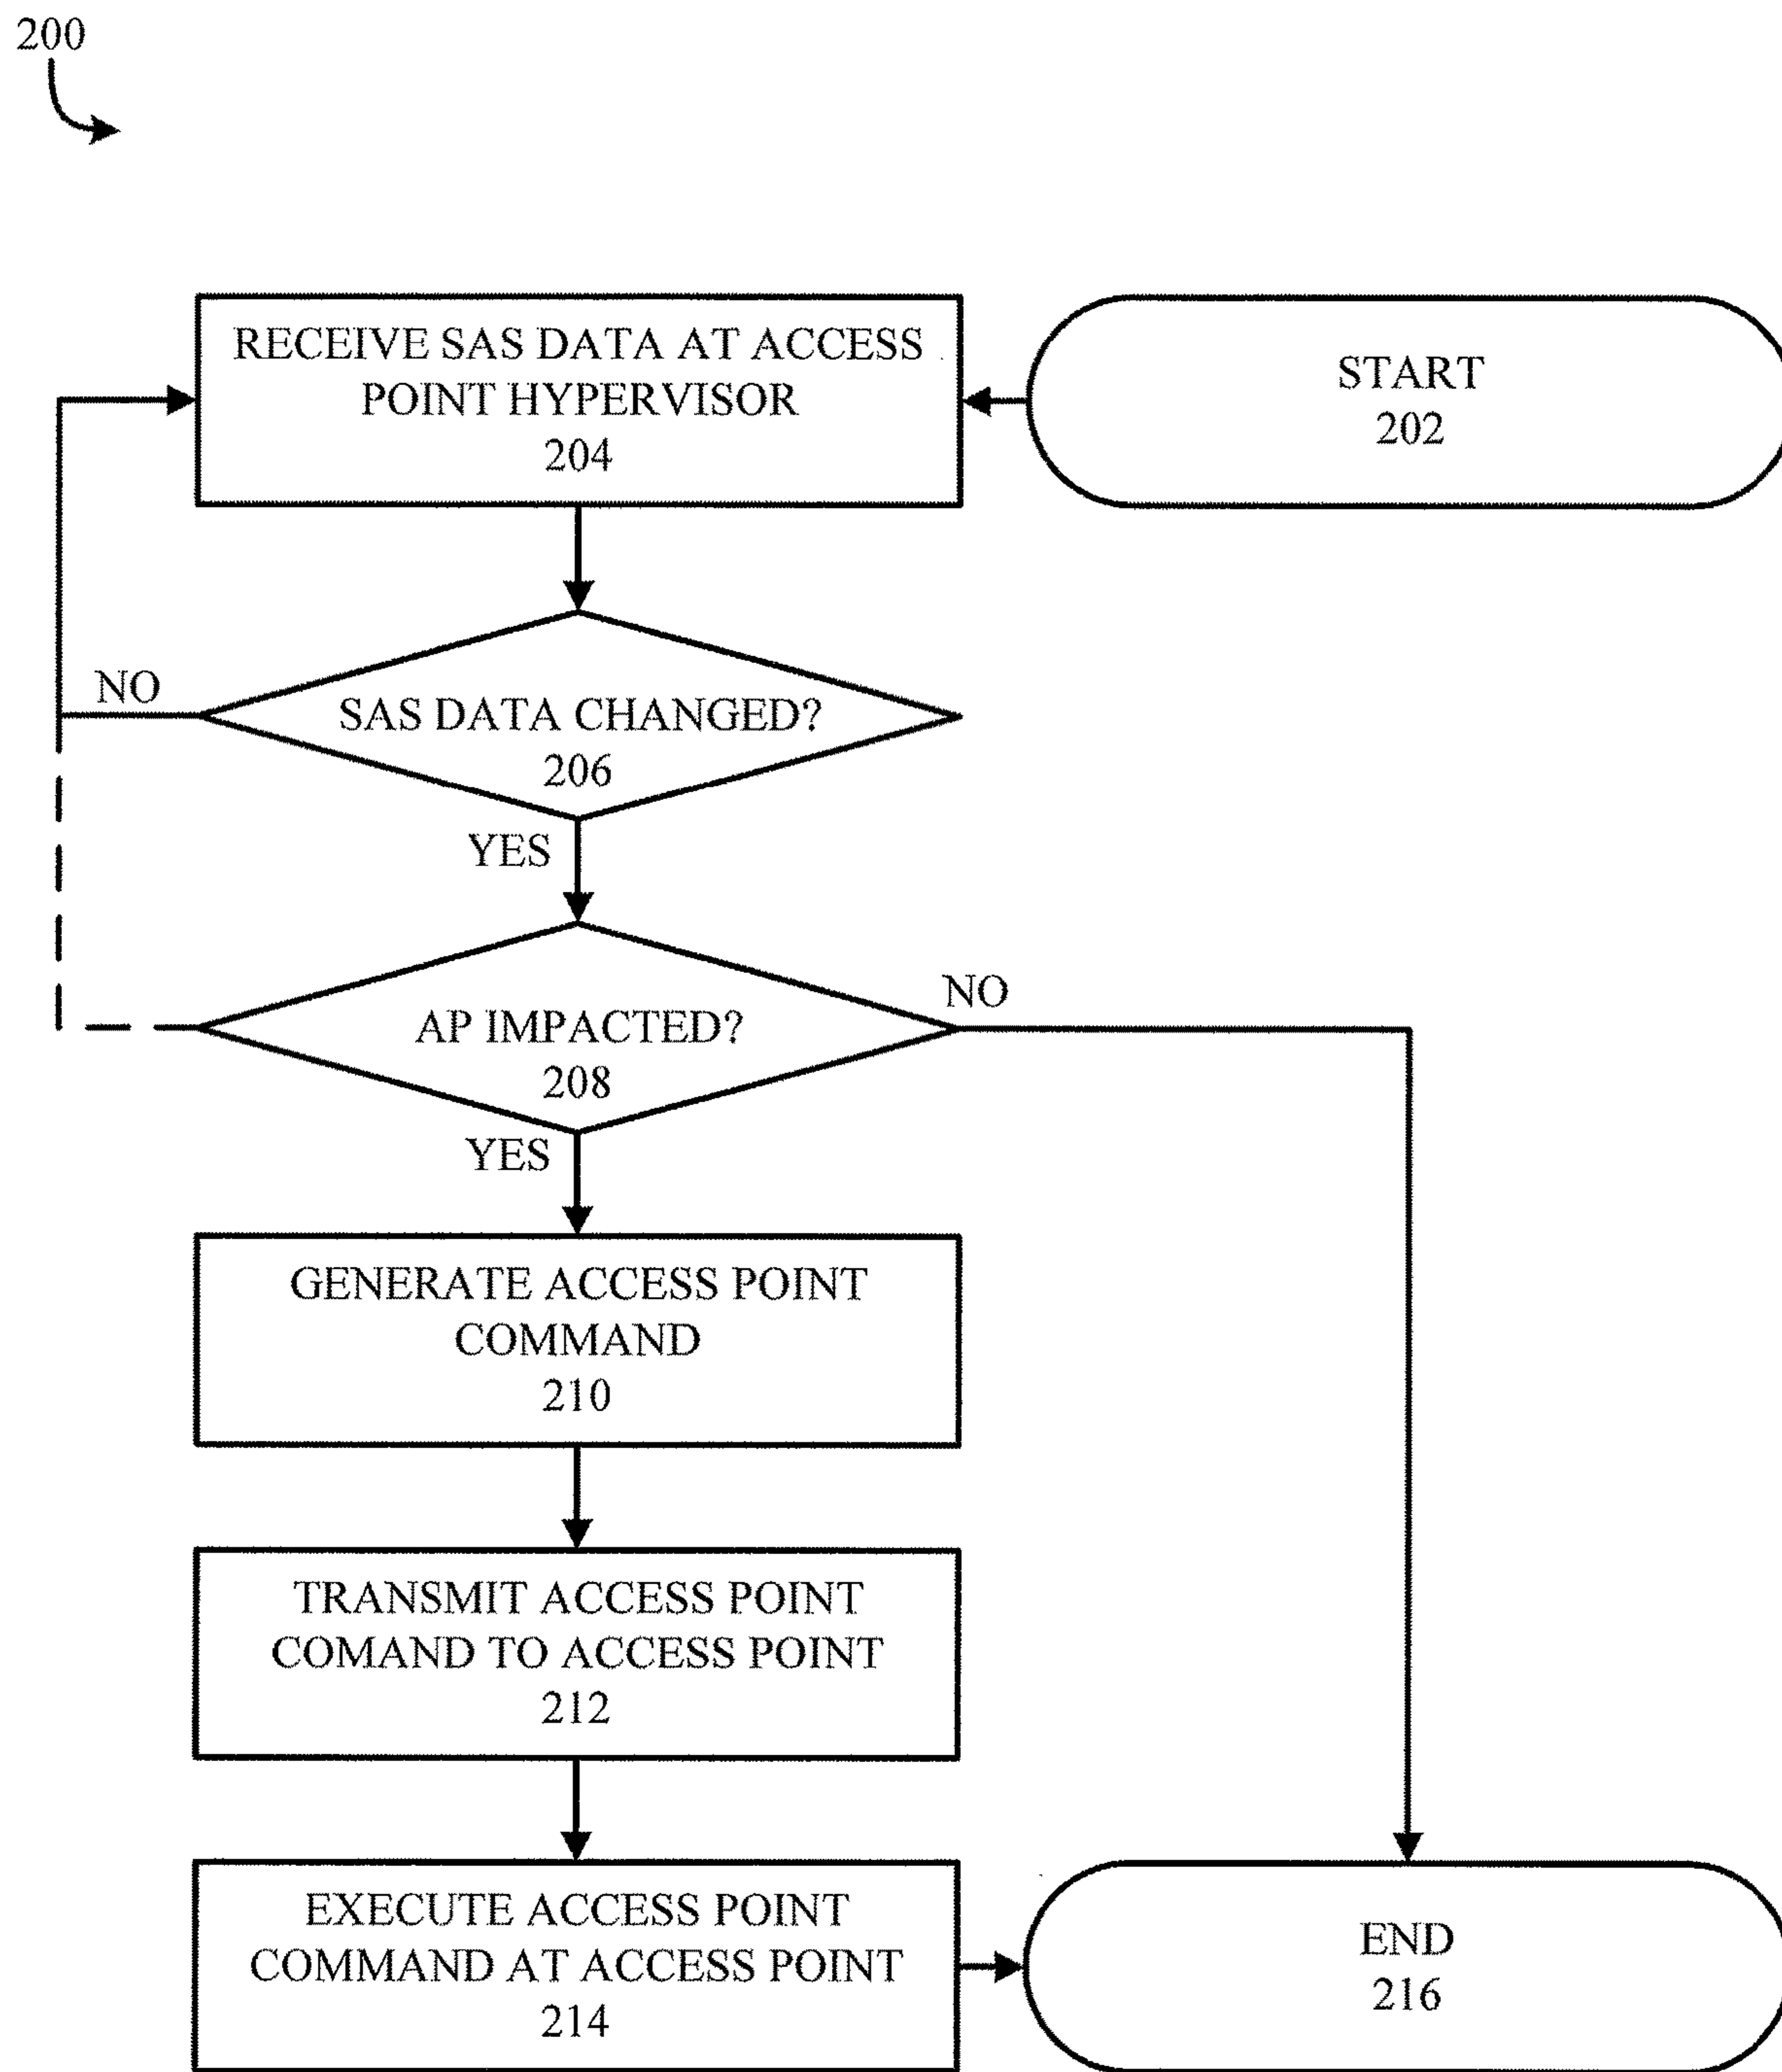 200
RECEIVE SAS DATA AT ACCESS
POINT HYPERVISOR
204
START
202
NO
SAS DATA CHANGED?
206
YES
NO
AP IMPACTED?
208
YES
GENERATE ACCESS POINT
COMMAND
210
TRANSMIT ACCESS POINT
COMAND TO ACCESS POINT
212
EXECUTE ACCESS POINT
COMMAND AT ACCESS POINT
214
END
216